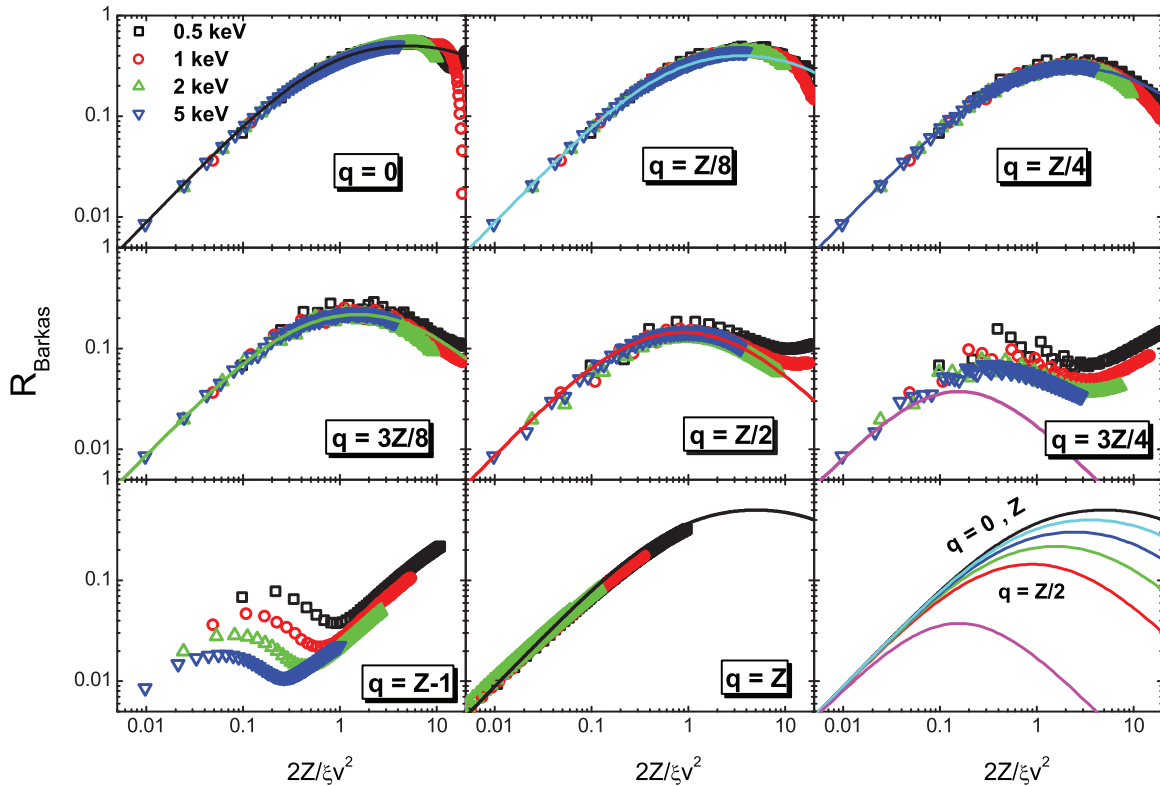 1
0.5 keV
1 keV
2 keV
5 keV
0.1
q = 0
q = Z/8
q = Z/4
0.01
1
0.1
q = 3Z/8
q = Z/2
q = 3Z/4
0.01
1
q = 0 , Z
0.1
q = Z/2
0.01
q = Z-1
q = Z
0.01 0.1 1 10 0.1 1 10 0.01 0.1 1 10
2Z/ξv² 2Z/ξv² 2Z/ξv²
R_Barkas